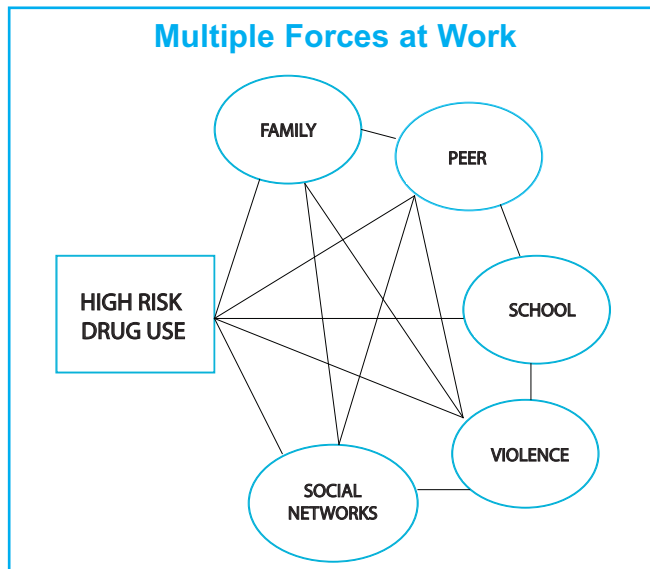 Multiple Forces at Work
FAMILY
PEER
HIGH RISK
DRUG USE
SCHOOL
VIOLENCE
SOCIAL
NETWORKS